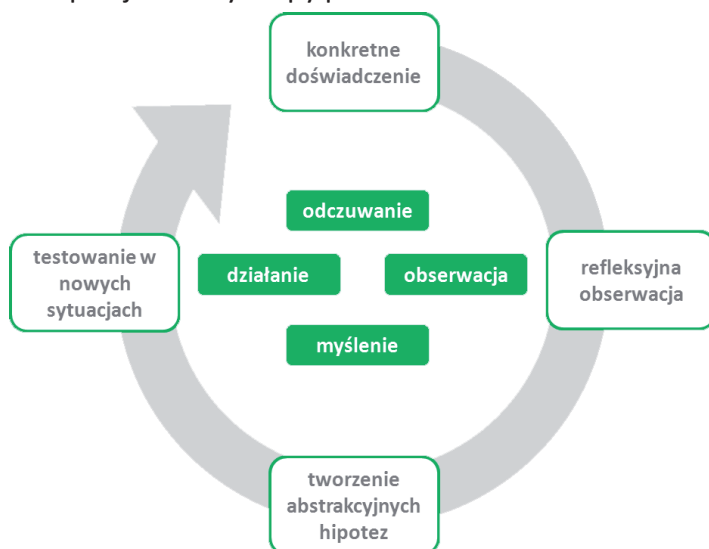 konkretne
doświadczenie
odczuwanie
działanie
obserwacja
myślenie
testowanie w
nowych
sytuacjach
refleksyjna
obserwacja
tworzenie
abstrakcyjnych
hipotez